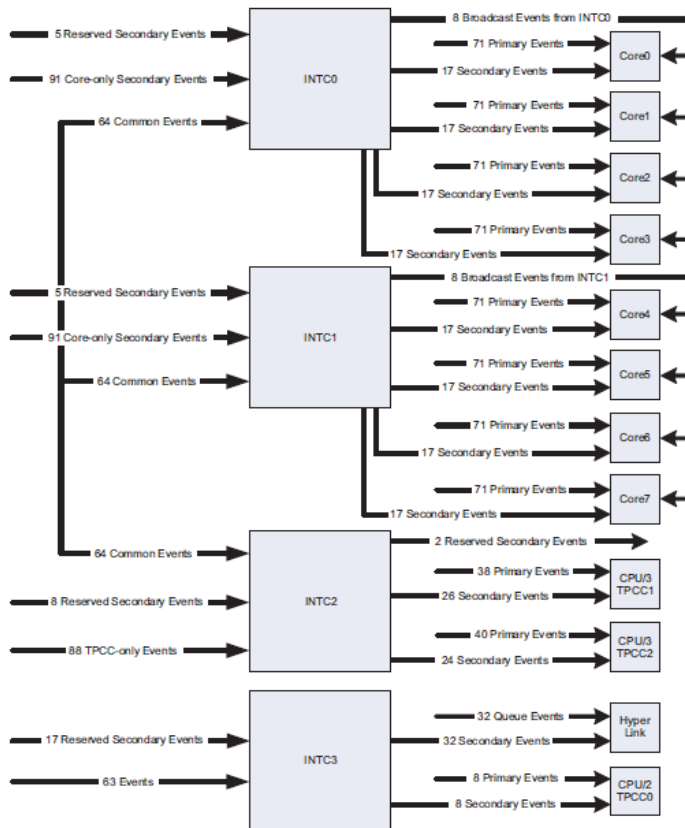 8 Broadcast Events from INTC0
5 Reserved Secondary Events
71 Primary Events
Core0
91 Core-only Secondary Events
INTC0
17 Secondary Events
71 Primary Events
Core1
64 Common Events
17 Secondary Events
71 Primary Events
Core2
17 Secondary Events
71 Primary Events
Core3
17 Secondary Events
8 Broadcast Events from INTC1
5 Reserved Secondary Events
71 Primary Events
Core4
91 Core-only Secondary Events
INTC1
17 Secondary Events
71 Primary Events
Core5
64 Common Events
17 Secondary Events
71 Primary Events
Core6
17 Secondary Events
71 Primary Events
Core7
17 Secondary Events
2 Reserved Secondary Events
64 Common Events
38 Primary Events
CPU/3
TPCC1
8 Reserved Secondary Events
INTC2
26 Secondary Events
40 Primary Events
CPU/3
TPCC2
88 TPCC-only Events
24 Secondary Events
32 Queue Events
Hyper
Link
17 Reserved Secondary Events
32 Secondary Events
INTC3
63 Events
8 Primary Events
CPU/2
TPCC0
8 Secondary Events